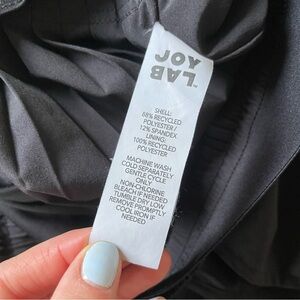 JOY
LAB™
SHELL:
88% RECYCLED
POLYESTER /
12% SPANDEX
LINING:
100% RECYCLED
POLYESTER
MACHINE WASH
COLD SEPARATELY
GENTLE CYCLE
ONLY
NON-CHLORINE
BLEACH IF NEEDED
TUMBLE DRY LOW
REMOVE PROMPTLY
COOL IRON IF
NEEDED